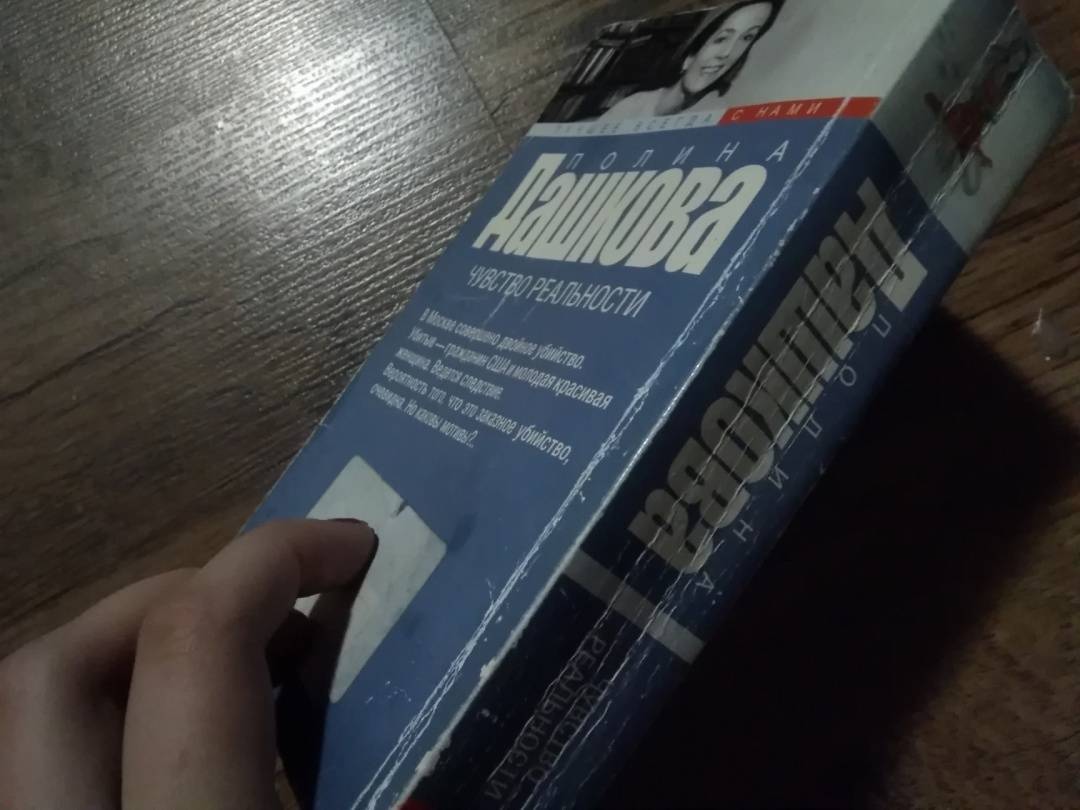 ЛУЧШЕЕ ВСЕГДА С НАМИ
ПОЛИНА
Дашкова
ЧУВСТВО РЕАЛЬНОСТИ
В Москве совершено двойное убийство.
Убитые — гражданин США и молодая красивая
женщина. Ведется следствие.
Вероятность того, что это заказное убийство,
очевидна. Но каковы мотивы?..
ПОЛИНА
Дашкова
ЧУВСТВО
РЕАЛЬНОСТИ